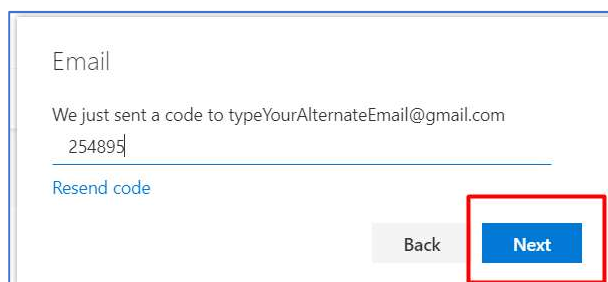 Email
We just sent a code to typeYourAlternateEmail@gmail.com
254895
Resend code
Back Next